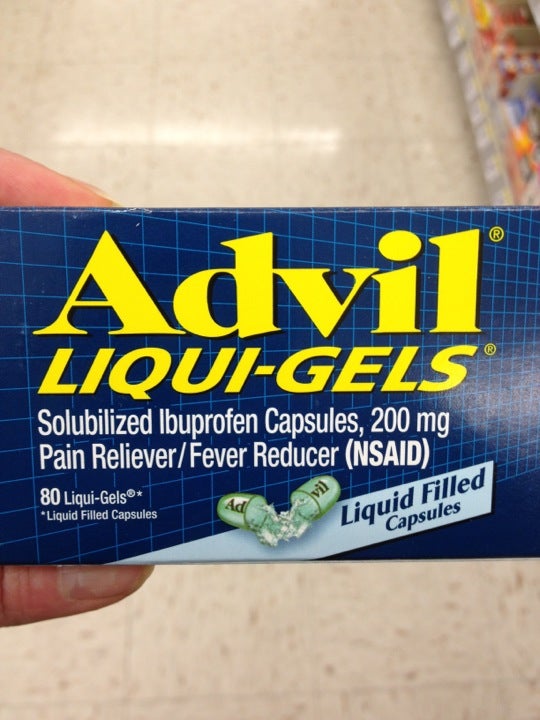 Advil®
LIQUI-GELS®
Solubilized Ibuprofen Capsules, 200 mg
Pain Reliever/Fever Reducer (NSAID)
80 Liqui-Gels®*
*Liquid Filled Capsules
Advil
Liquid Filled
Capsules